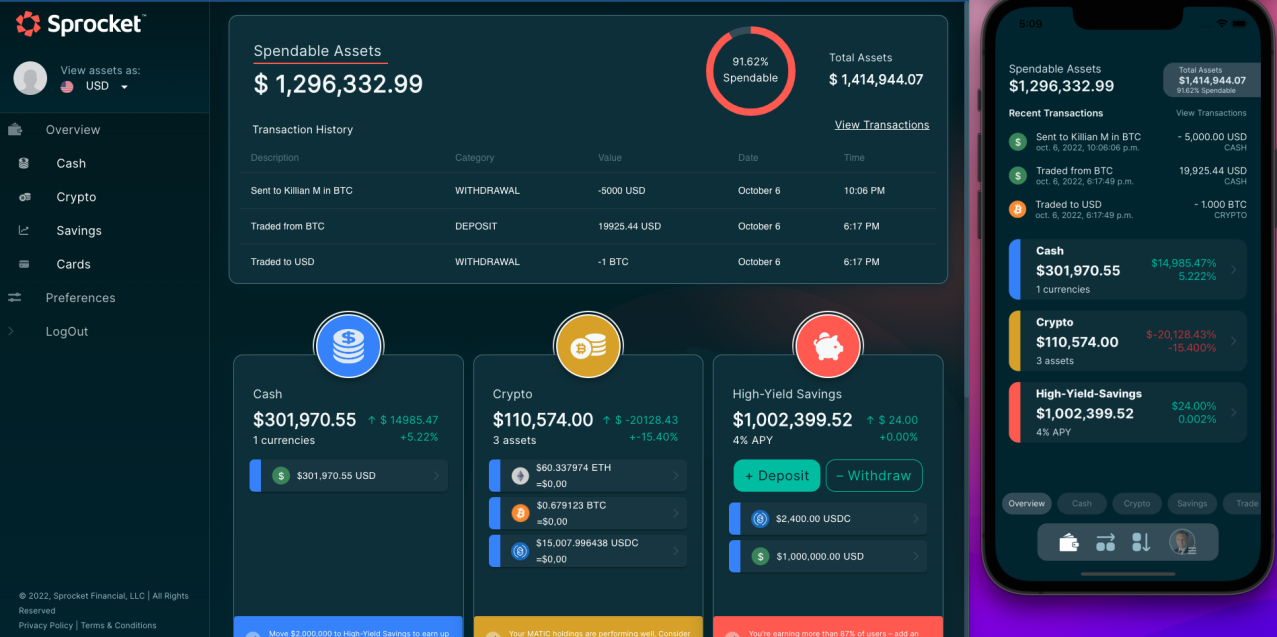 Sprocket™
View assets as:
USD
Overview
Cash
Crypto
Savings
Cards
Preferences
LogOut
© 2022, Sprocket Financial, LLC | All Rights
Reserved
Privacy Policy | Terms & Conditions
Spendable Assets
$ 1,296,332.99
91.62%
Spendable
Total Assets
$ 1,414,944.07
Transaction History
View Transactions
Description Category Value Date Time
Sent to Killian M in BTC WITHDRAWAL -5000 USD October 6 10:06 PM
Traded from BTC DEPOSIT 19925.44 USD October 6 6:17 PM
Traded to USD WITHDRAWAL -1 BTC October 6 6:17 PM
Cash
$301,970.55 ↑ $ 14985.47
1 currencies +5.22%
$301,970.55 USD
Move $2,000,000 to High-Yield Savings to earn up
Crypto
$110,574.00 ↑ $ -20128.43
3 assets +-15.40%
$60.337974 ETH
=$0,00
$0.679123 BTC
=$0,00
$15,007.996438 USDC
=$0,00
Your MATIC holdings are performing well. Consider
High-Yield Savings
$1,002,399.52 ↑ $ 24.00
4% APY +0.00%
+ Deposit – Withdraw
$2,400.00 USDC
$1,000,000.00 USD
You're earning more than 87% of users – add an
5:09
Spendable Assets
$1,296,332.99
Total Assets
$1,414,944.07
91.62% Spendable
Recent Transactions View Transactions
Sent to Killian M in BTC - 5,000.00 USD
oct. 6, 2022, 10:06:06 p.m. CASH
Traded from BTC 19,925.44 USD
oct. 6, 2022, 6:17:49 p.m. CASH
Traded to USD - 1.000 BTC
oct. 6, 2022, 6:17:49 p.m. CRYPTO
Cash
$301,970.55
1 currencies
$14,985.47%
5.222%
Crypto
$110,574.00
3 assets
$-20,128.43%
-15.400%
High-Yield-Savings
$1,002,399.52
4% APY
$24.00%
0.002%
Overview Cash Crypto Savings Trade